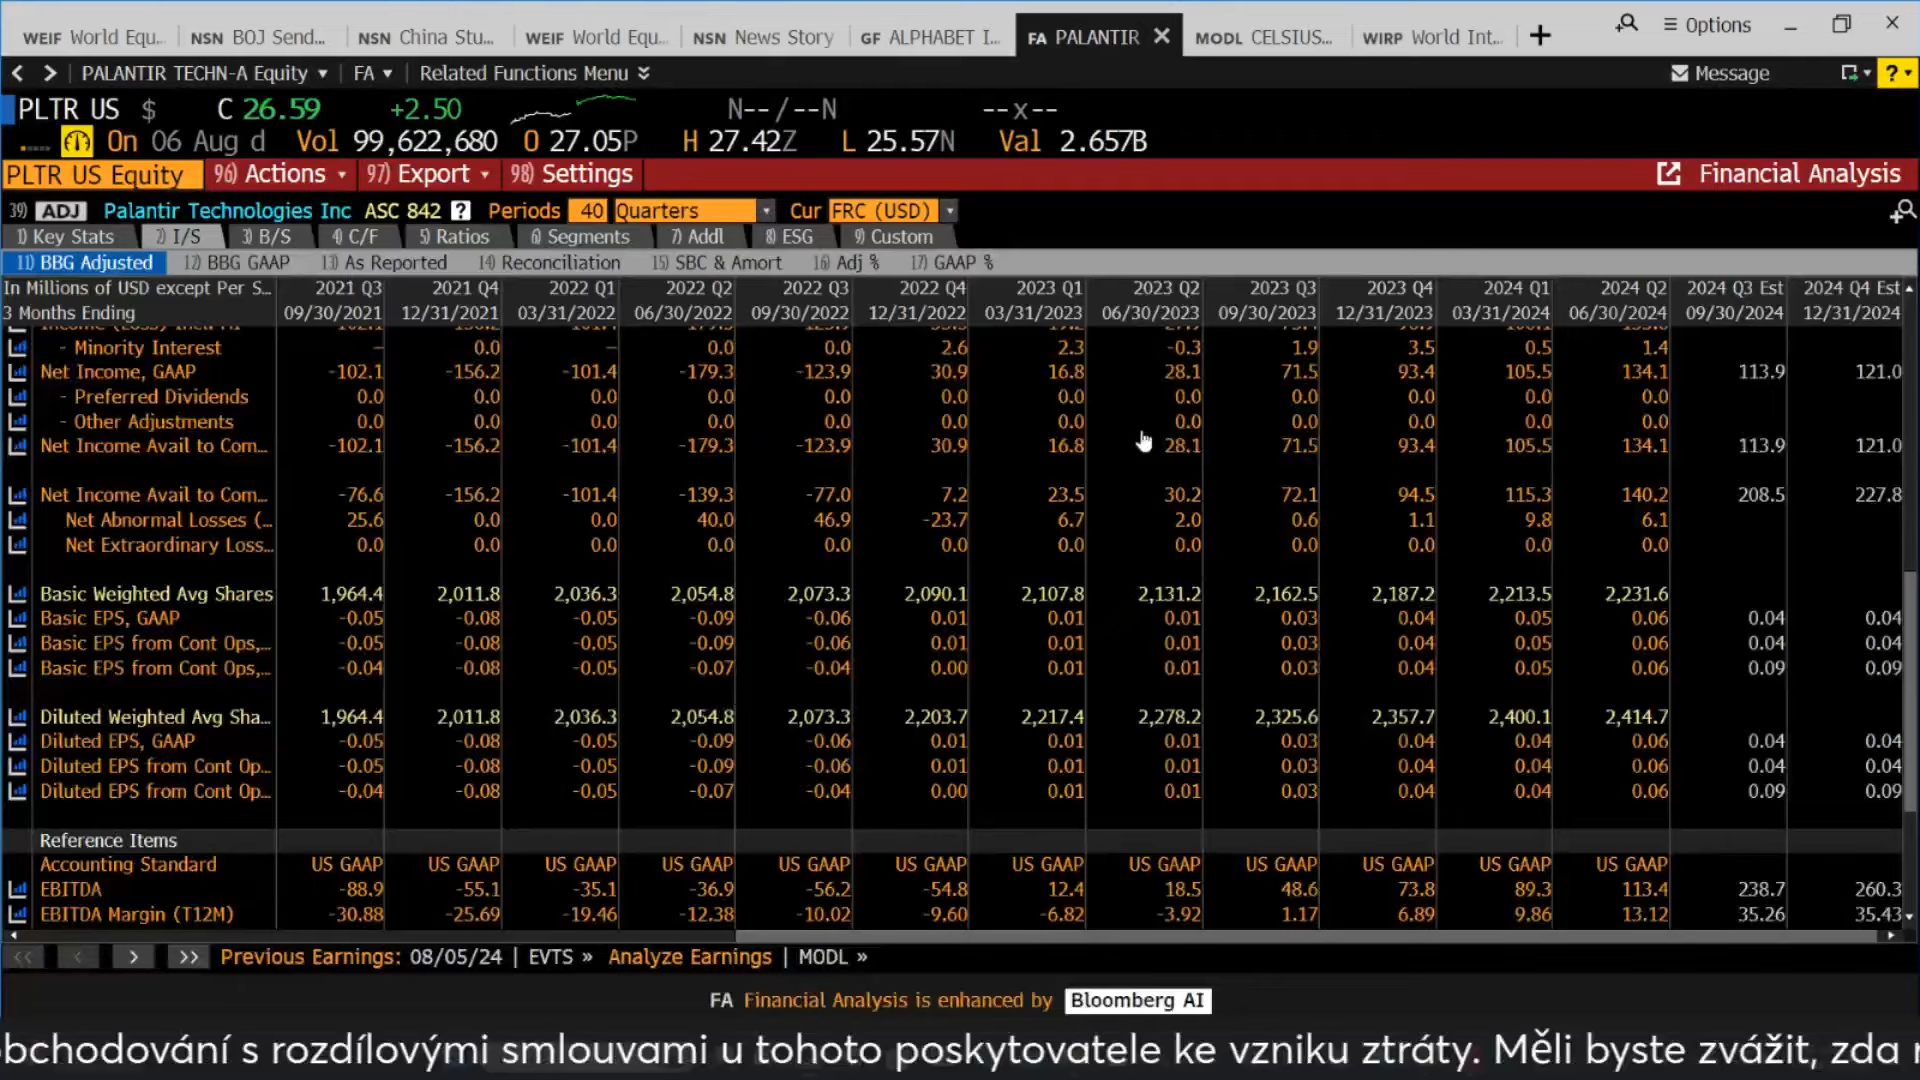 WEIF World Equ... NSN BOJ Send... NSN China Stu... WEIF World Equ... NSN News Story GF ALPHABET I... FA PALANTIR MODL CELSIUS... WIRP World Int... Options
PALANTIR TECHN-A Equity FA Related Functions Menu Message ?
PLTR US $ C 26.59 +2.50 N-- / --N --x--
On 06 Aug d Vol 99,622,680 O 27.05P H 27.42Z L 25.57N Val 2.657B
PLTR US Equity 96) Actions 97) Export 98) Settings Financial Analysis
39) ADJ Palantir Technologies Inc ASC 842 ? Periods 40 Quarters Cur FRC (USD)
1) Key Stats 2) I/S 3) B/S 4) C/F 5) Ratios 6) Segments 7) Addl 8) ESG 9) Custom
11) BBG Adjusted 12) BBG GAAP 13) As Reported 14) Reconciliation 15) SBC & Amort 16) Adj % 17) GAAP %
In Millions of USD except Per S... 2021 Q3 2021 Q4 2022 Q1 2022 Q2 2022 Q3 2022 Q4 2023 Q1 2023 Q2 2023 Q3 2023 Q4 2024 Q1 2024 Q2 2024 Q3 Est 2024 Q4 Est
3 Months Ending 09/30/2021 12/31/2021 03/31/2022 06/30/2022 09/30/2022 12/31/2022 03/31/2023 06/30/2023 09/30/2023 12/31/2023 03/31/2024 06/30/2024 09/30/2024 12/31/2024
- Minority Interest – 0.0 – 0.0 0.0 2.6 2.3 -0.3 1.9 3.5 0.5 1.4
Net Income, GAAP -102.1 -156.2 -101.4 -179.3 -123.9 30.9 16.8 28.1 71.5 93.4 105.5 134.1 113.9 121.0
- Preferred Dividends 0.0 0.0 0.0 0.0 0.0 0.0 0.0 0.0 0.0 0.0 0.0 0.0
- Other Adjustments 0.0 0.0 0.0 0.0 0.0 0.0 0.0 0.0 0.0 0.0 0.0 0.0
Net Income Avail to Com... -102.1 -156.2 -101.4 -179.3 -123.9 30.9 16.8 28.1 71.5 93.4 105.5 134.1 113.9 121.0
Net Income Avail to Com... -76.6 -156.2 -101.4 -139.3 -77.0 7.2 23.5 30.2 72.1 94.5 115.3 140.2 208.5 227.8
Net Abnormal Losses (... 25.6 0.0 0.0 40.0 46.9 -23.7 6.7 2.0 0.6 1.1 9.8 6.1
Net Extraordinary Loss... 0.0 0.0 0.0 0.0 0.0 0.0 0.0 0.0 0.0 0.0 0.0 0.0
Basic Weighted Avg Shares 1,964.4 2,011.8 2,036.3 2,054.8 2,073.3 2,090.1 2,107.8 2,131.2 2,162.5 2,187.2 2,213.5 2,231.6
Basic EPS, GAAP -0.05 -0.08 -0.05 -0.09 -0.06 0.01 0.01 0.01 0.03 0.04 0.05 0.06 0.04 0.04
Basic EPS from Cont Ops,... -0.05 -0.08 -0.05 -0.09 -0.06 0.01 0.01 0.01 0.03 0.04 0.05 0.06 0.04 0.04
Basic EPS from Cont Ops,... -0.04 -0.08 -0.05 -0.07 -0.04 0.00 0.01 0.01 0.03 0.04 0.05 0.06 0.09 0.09
Diluted Weighted Avg Sha... 1,964.4 2,011.8 2,036.3 2,054.8 2,073.3 2,203.7 2,217.4 2,278.2 2,325.6 2,357.7 2,400.1 2,414.7
Diluted EPS, GAAP -0.05 -0.08 -0.05 -0.09 -0.06 0.01 0.01 0.01 0.03 0.04 0.04 0.06 0.04 0.04
Diluted EPS from Cont Op... -0.05 -0.08 -0.05 -0.09 -0.06 0.01 0.01 0.01 0.03 0.04 0.04 0.06 0.04 0.04
Diluted EPS from Cont Op... -0.04 -0.08 -0.05 -0.07 -0.04 0.00 0.01 0.01 0.03 0.04 0.04 0.06 0.09 0.09
Reference Items
Accounting Standard US GAAP US GAAP US GAAP US GAAP US GAAP US GAAP US GAAP US GAAP US GAAP US GAAP US GAAP US GAAP
EBITDA -88.9 -55.1 -35.1 -36.9 -56.2 -54.8 12.4 18.5 48.6 73.8 89.3 113.4 238.7 260.3
EBITDA Margin (T12M) -30.88 -25.69 -19.46 -12.38 -10.02 -9.60 -6.82 -3.92 1.17 6.89 9.86 13.12 35.26 35.43
Previous Earnings: 08/05/24 | EVTS » Analyze Earnings | MODL »
FA Financial Analysis is enhanced by Bloomberg AI
bchodování s rozdílovými smlouvami u tohoto poskytovatele ke vzniku ztráty. Měli byste zvážit, zda